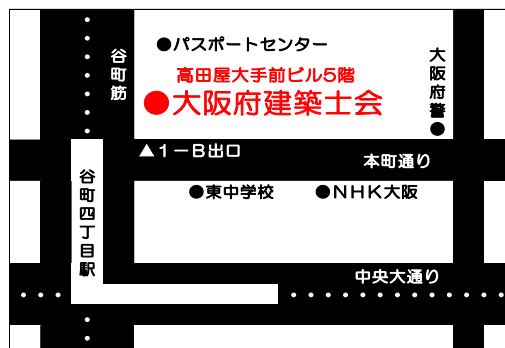 ●パスポートセンター
高田屋大手前ビル5階
●大阪府建築士会
大阪府警●
谷町筋
▲1－B出口
本町通り
谷町四丁目駅
●東中学校
●NHK大阪
中央大通り